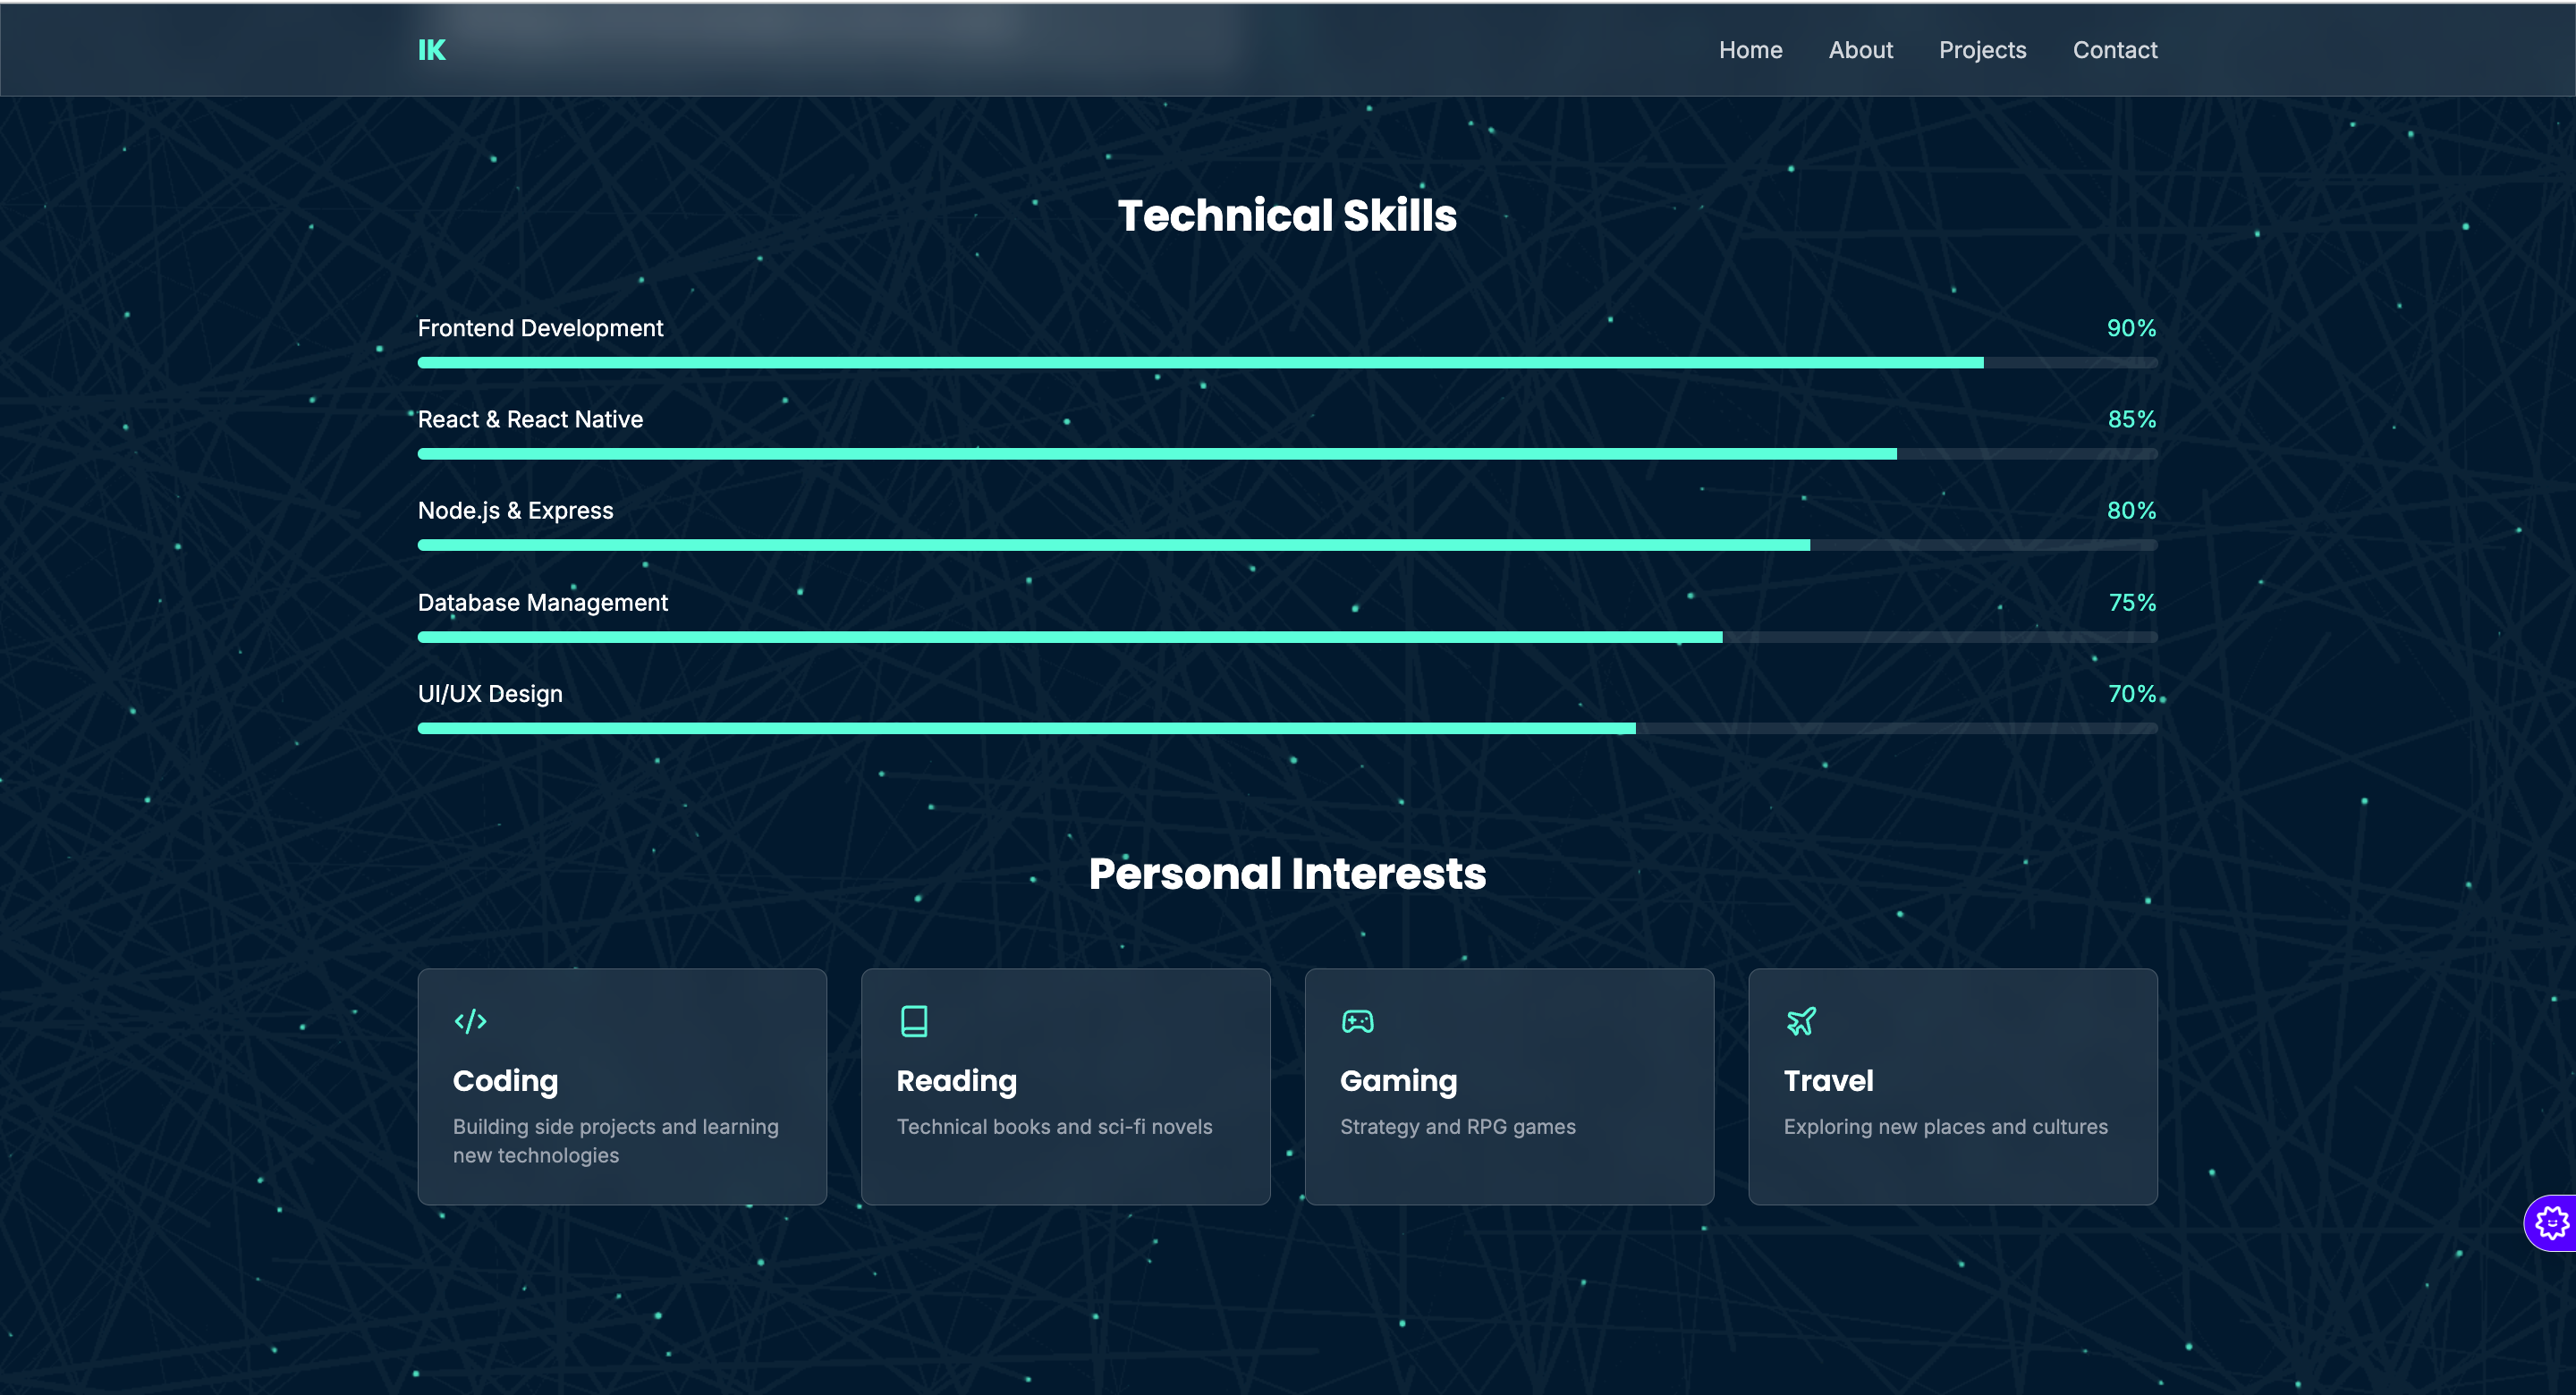 IK
Home About Projects Contact
Technical Skills
Frontend Development 90%
React & React Native 85%
Node.js & Express 80%
Database Management 75%
UI/UX Design 70%
Personal Interests
Coding
Building side projects and learning
new technologies
Reading
Technical books and sci-fi novels
Gaming
Strategy and RPG games
Travel
Exploring new places and cultures